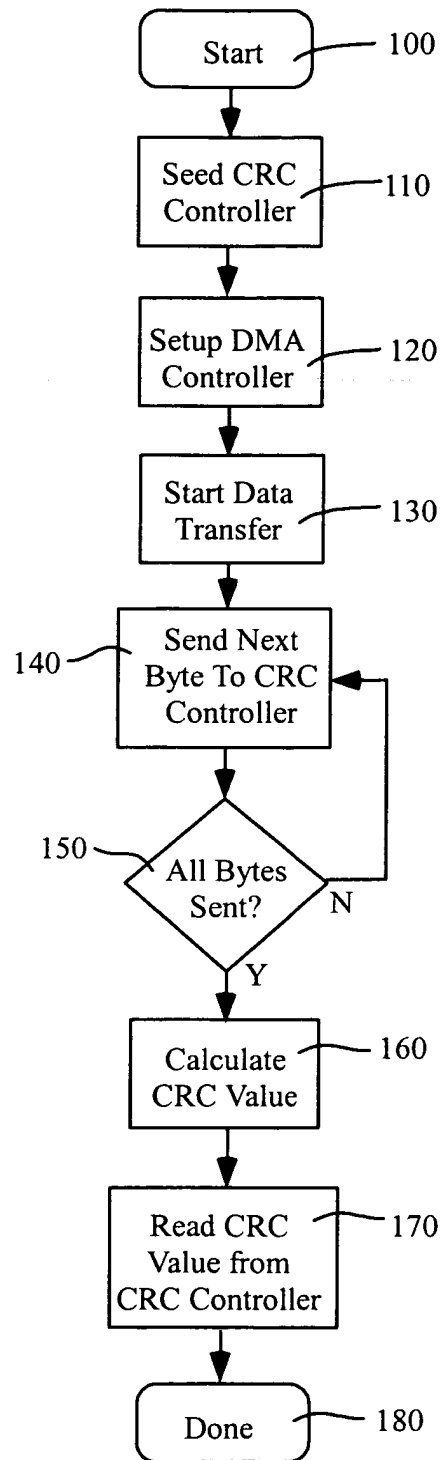 Start
100
Seed CRC
Controller
110
Setup DMA
Controller
120
Start Data
Transfer
130
140
Send Next
Byte To CRC
Controller
150
All Bytes
Sent?
N
Y
Calculate
CRC Value
160
Read CRC
Value from
CRC Controller
170
Done
180